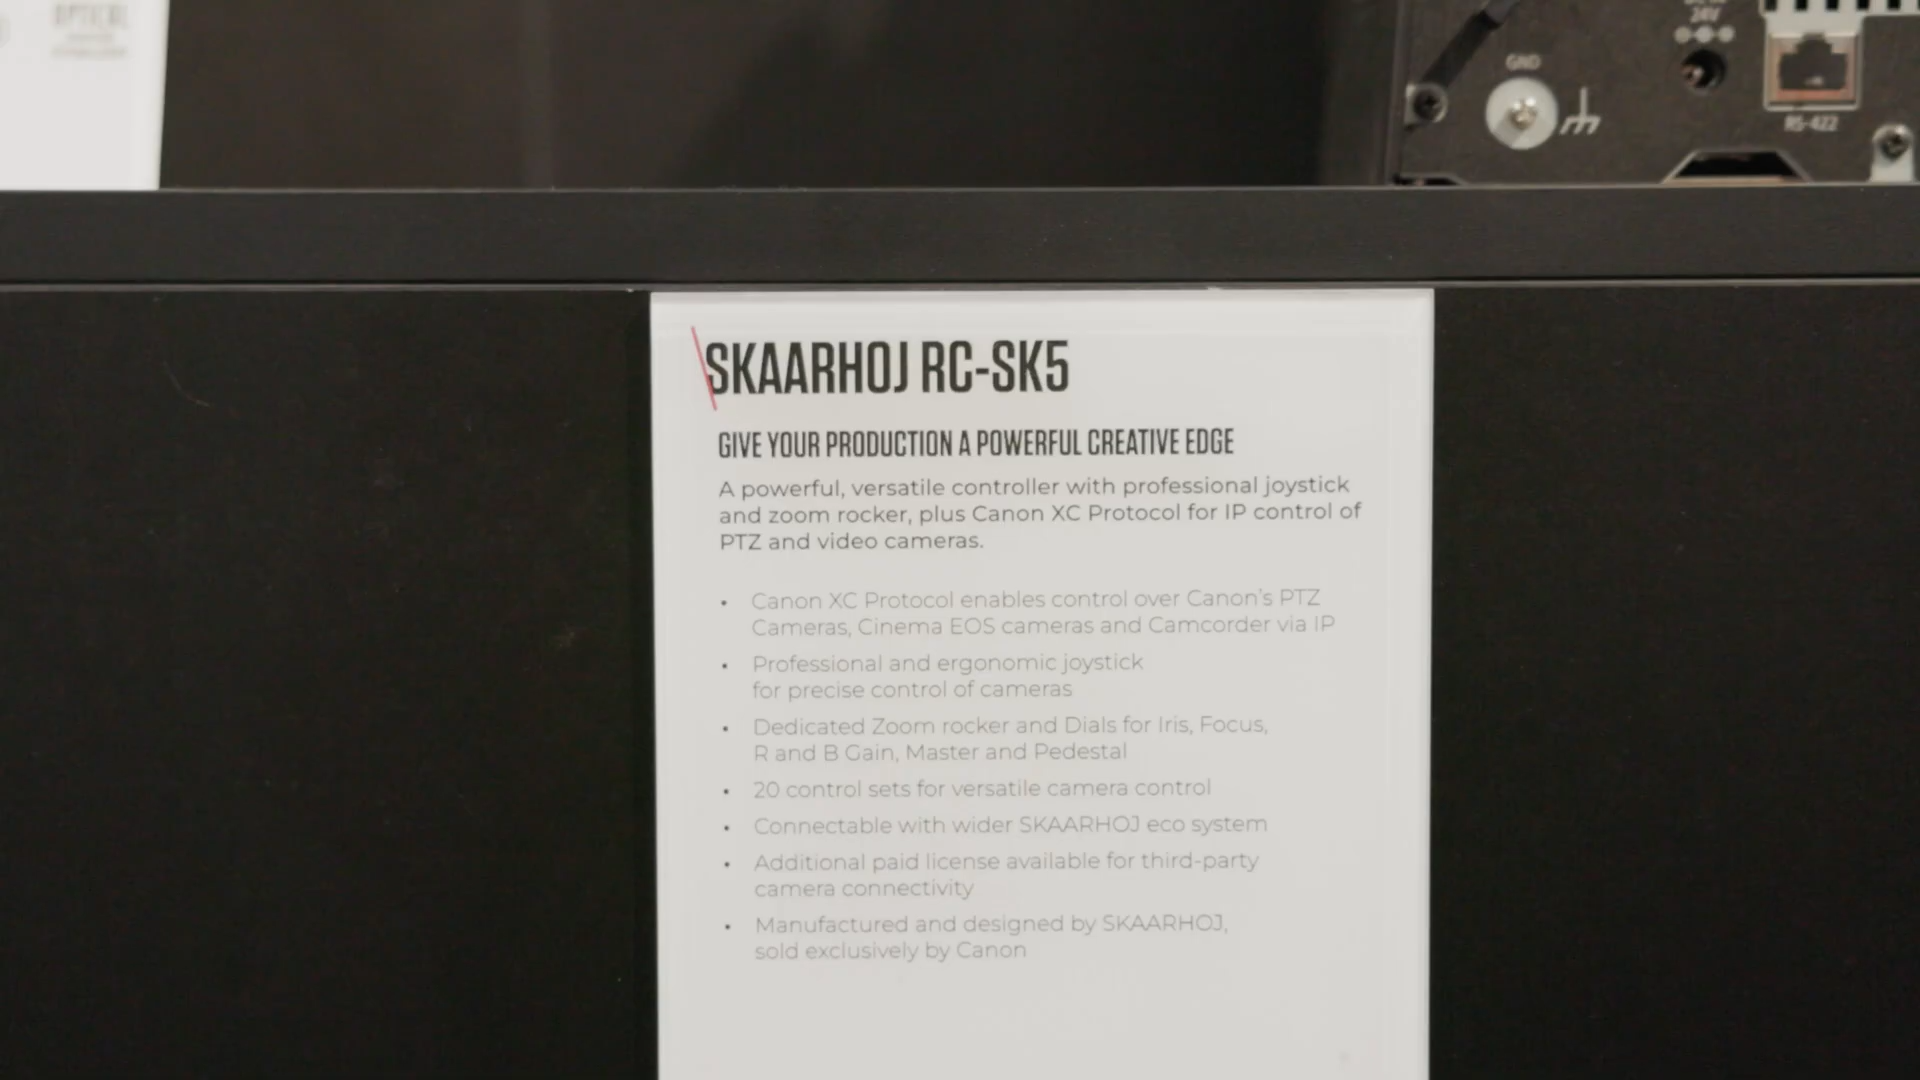 OPTICAL
GND
24V
RS-422
SKAARHOJ RC-SK5
GIVE YOUR PRODUCTION A POWERFUL CREATIVE EDGE
A powerful, versatile controller with professional joystick
and zoom rocker, plus Canon XC Protocol for IP control of
PTZ and video cameras.
• Canon XC Protocol enables control over Canon's PTZ
Cameras, Cinema EOS cameras and Camcorder via IP
• Professional and ergonomic joystick
for precise control of cameras
• Dedicated Zoom rocker and Dials for Iris, Focus,
R and B Gain, Master and Pedestal
• 20 control sets for versatile camera control
• Connectable with wider SKAARHOJ eco system
• Additional paid license available for third-party
camera connectivity
• Manufactured and designed by SKAARHOJ,
sold exclusively by Canon